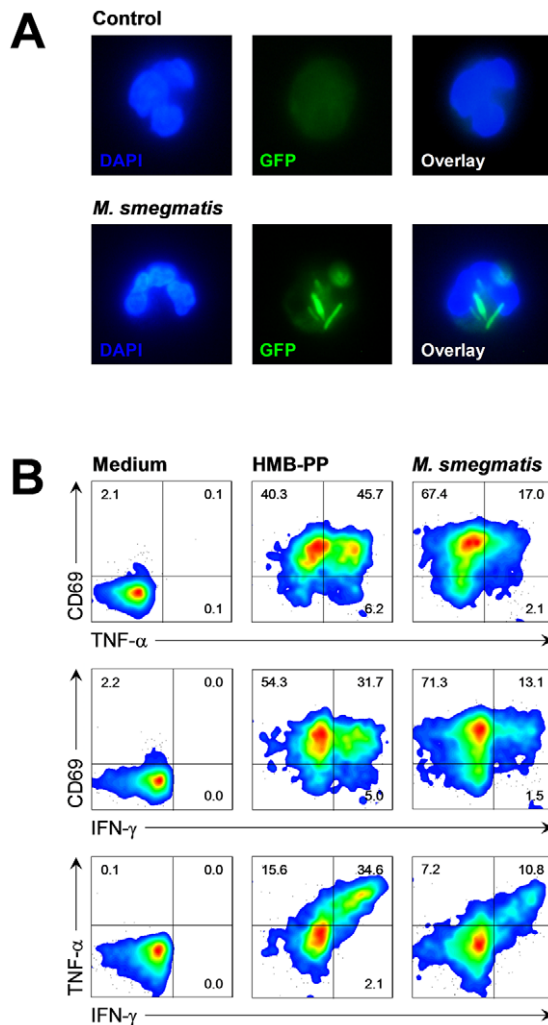 A
Control
DAPI GFP Overlay
M. smegmatis
DAPI GFP Overlay
B
Medium HMB-PP M. smegmatis
2.1 0.1 40.3 45.7 67.4 17.0
CD69
0.1 6.2 2.1
TNF-α
2.2 0.0 54.3 31.7 71.3 13.1
CD69
0.0 5.0 1.5
IFN-γ
0.1 0.0 15.6 34.6 7.2 10.8
TNF-α
0.0 2.1
IFN-γ